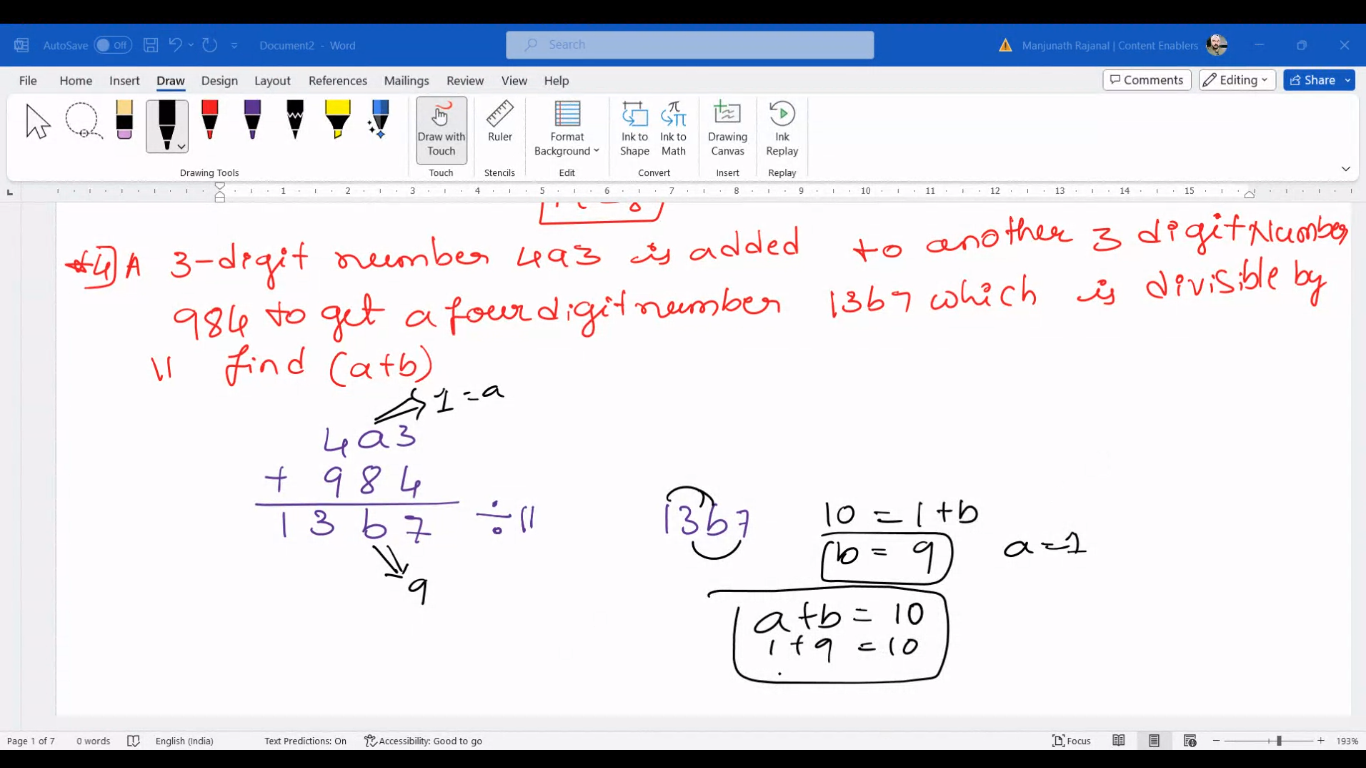 AutoSave Off Document2 - Word Search Manjunath Rajanal | Content Enablers
File Home Insert Draw Design Layout References Mailings Review View Help Comments Editing Share
Draw with Touch Ruler Format Background Ink to Shape Ink to Math Drawing Canvas Ink Replay
Drawing Tools Touch Stencils Edit Convert Insert Replay
1 2 3 4 5 6 7 8 9 10 11 12 13 14 15
4] A 3-digit number 4a3 is added to another 3 digit Number
984 to get a four digit number 13b7 which is divisible by
11 find (a+b)
1 = a
4a3
+ 984
13b7 ÷ 11
9
13b7
10 = 1+b
b = 9 a = 1
a+b = 10
1+9 = 10
Page 1 of 7 0 words English (India) Text Predictions: On Accessibility: Good to go Focus 193%